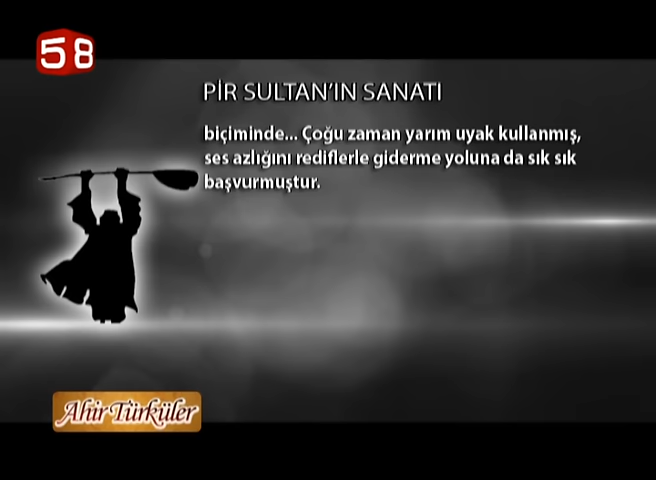 58
PİR SULTAN'IN SANATI
biçiminde... Çoğu zaman yarım uyak kullanmış,
ses azlığını rediflerle giderme yoluna da sık sık
başvurmuştur.
Ahir Türküler